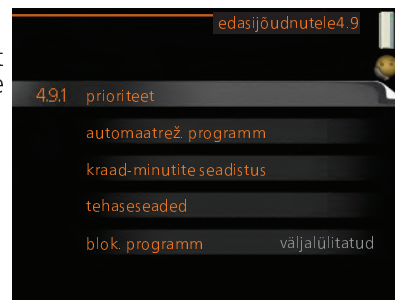 edasijõudnutele4.9
4.9.1 prioriteet
automaatrež. programm
kraad-minutite seadistus
tehaseseaded
blok. programm väljalülitatud